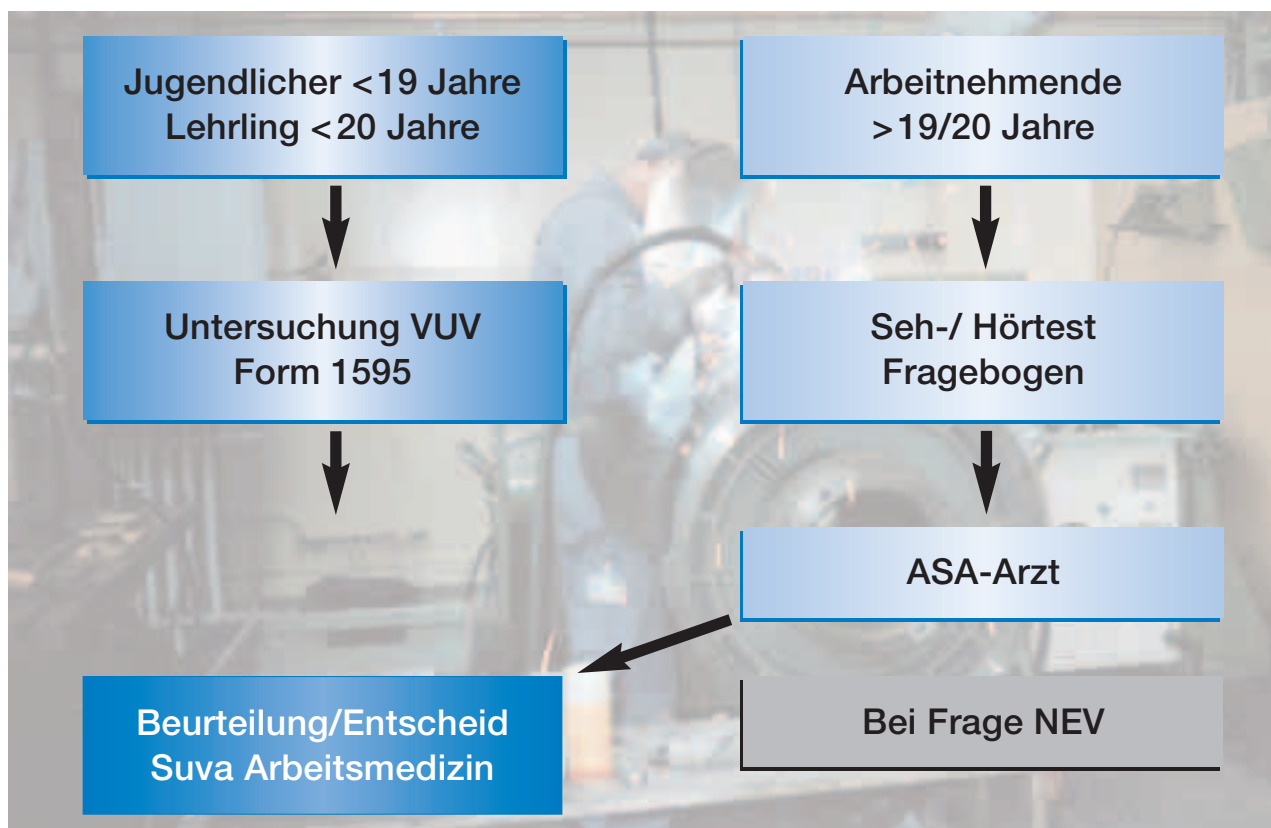 Jugendlicher <19 Jahre
Lehrling <20 Jahre
Arbeitnehmende
>19/20 Jahre
Untersuchung VUV
Form 1595
Seh-/ Hörtest
Fragebogen
ASA-Arzt
Beurteilung/Entscheid
Suva Arbeitsmedizin
Bei Frage NEV